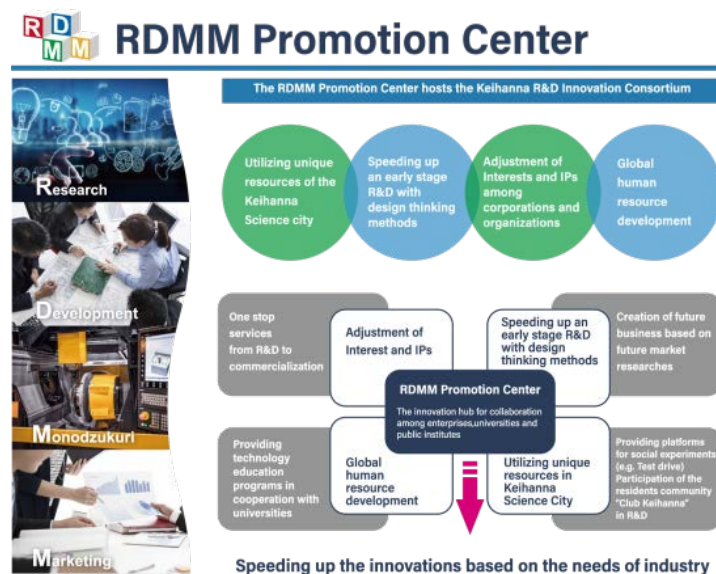 R
D
M
M
RDMM Promotion Center
The RDMM Promotion Center hosts the Keihanna R&D Innovation Consortium
Research
Development
Monodzukuri
Marketing
Utilizing unique
resources of the
Keihanna
Science city
Speeding up
an early stage
R&D with
design thinking
methods
Adjustment of
Interests and IPs
among
corporations and
organizations
Global
human
resource
development
One stop
services
from R&D to
commercialization
Adjustment of
Interest and IPs
Speeding up an
early stage R&D
with design
thinking methods
Creation of future
business based on
future market
researches
RDMM Promotion Center
The innovation hub for collaboration
among enterprises,universities and
public institutes
Providing
technology
education
programs in
cooperation with
universities
Global
human
resource
development
Utilizing unique
resources in
Keihanna
Science City
Providing platforms
for social experiments
(e.g. Test drive)
Participation of the
residents community
"Club Keihanna"
in R&D
Speeding up the innovations based on the needs of industry